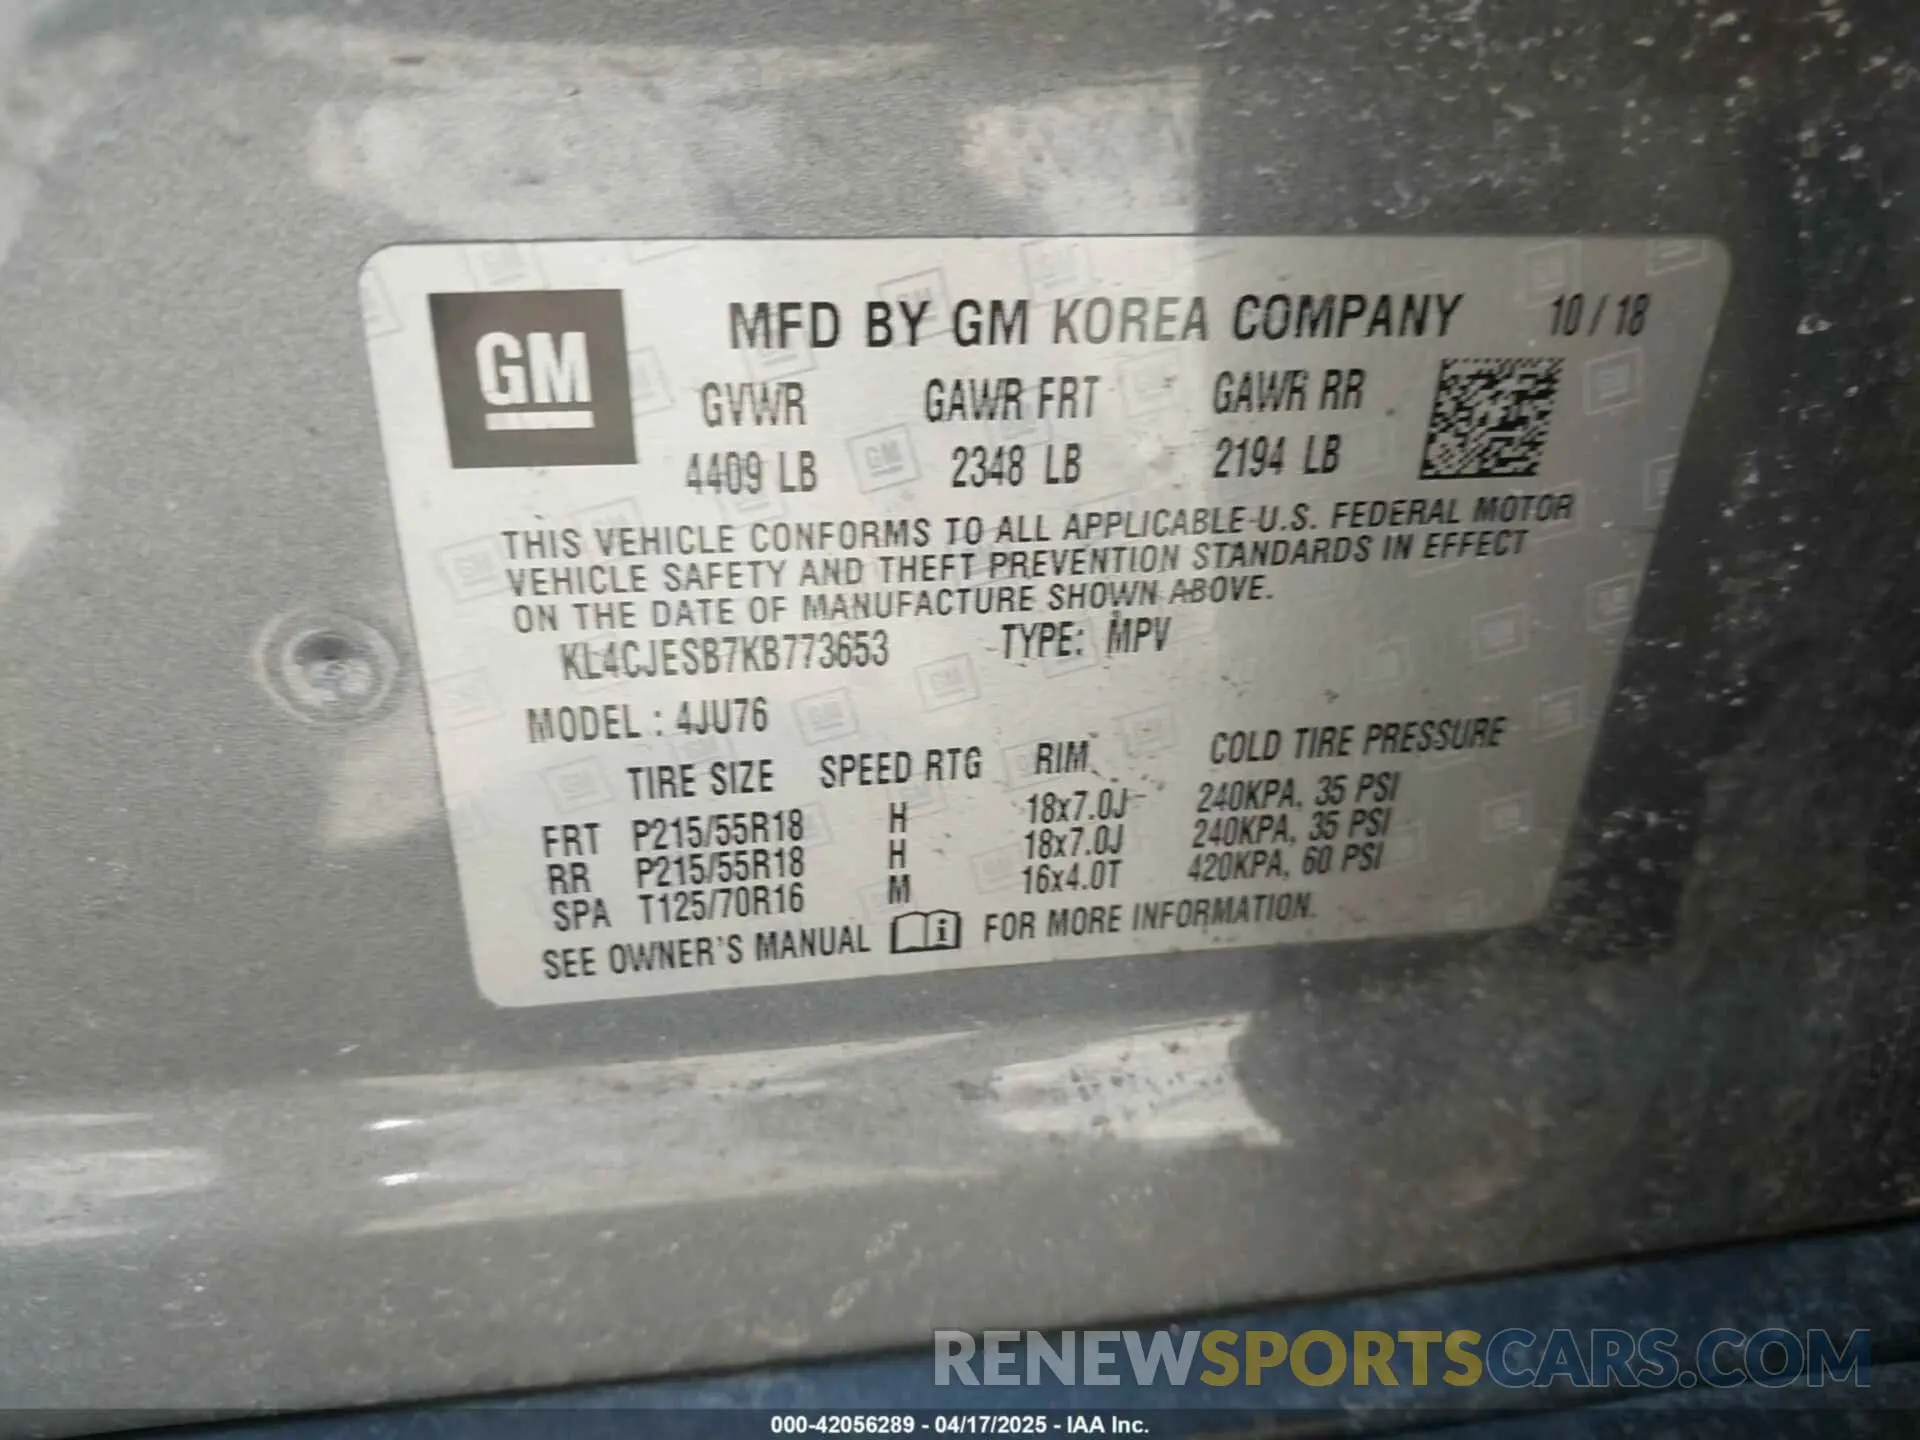 GM
MFD BY GM KOREA COMPANY 10 / 18
GVWR GAWR FRT GAWR RR
4409 LB 2348 LB 2194 LB
THIS VEHICLE CONFORMS TO ALL APPLICABLE U.S. FEDERAL MOTOR
VEHICLE SAFETY AND THEFT PREVENTION STANDARDS IN EFFECT
ON THE DATE OF MANUFACTURE SHOWN ABOVE.
KL4CJESB7KB773653 TYPE: MPV
MODEL : 4JU76
TIRE SIZE SPEED RTG RIM COLD TIRE PRESSURE
FRT P215/55R18 H 18x7.0J 240KPA, 35 PSI
RR P215/55R18 H 18x7.0J 240KPA, 35 PSI
SPA T125/70R16 M 16x4.0T 420KPA, 60 PSI
SEE OWNER'S MANUAL i FOR MORE INFORMATION.
RENEWSPORTSCARS.COM
000-42056289 - 04/17/2025 - IAA Inc.